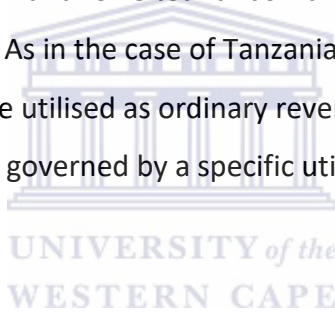 As in the case of Tanzania
e utilised as ordinary reve
governed by a specific uti
UNIVERSITY of the
WESTERN CAPE